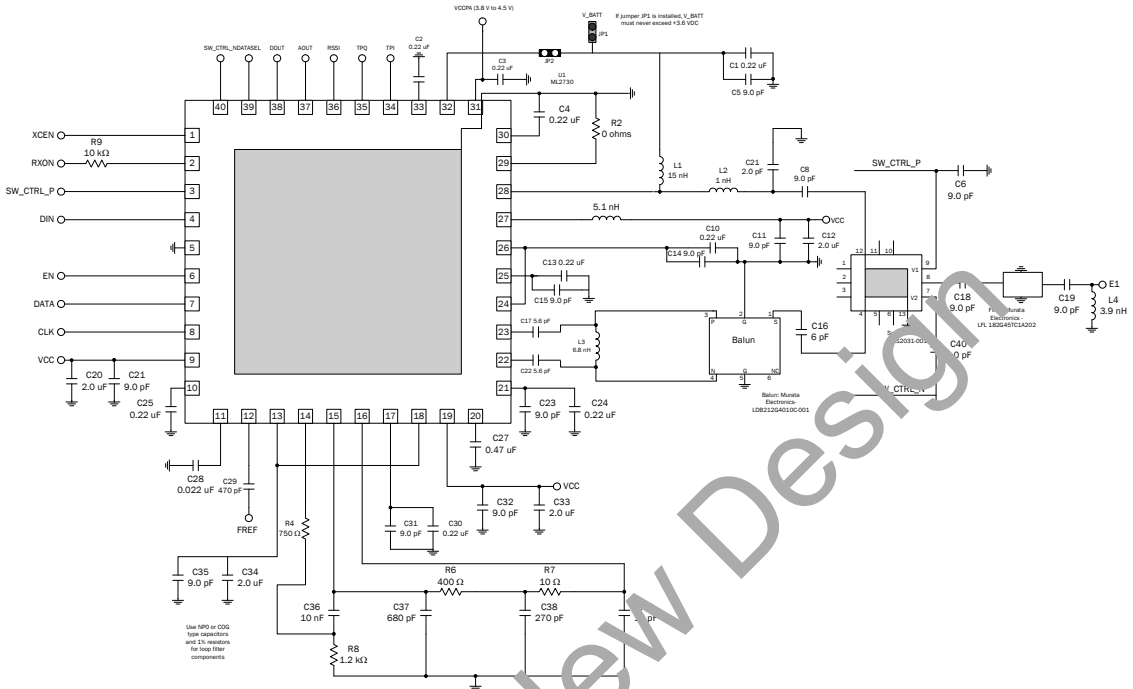 VCCPA (3.8 V to 4.5 V)
V_BATT
If jumper JP1 is installed, V_BATT
must never exceed +3.6 VDC
JP1
JP2
SW_CTRL_N
DATASEL
DOUT
AOUT
RSSI
TPQ
TPI
C2
0.22 uF
C3
0.22 uF
U1
ML2730
C1 0.22 uF
C5 9.0 pF
40
39
38
37
36
35
34
33
32
31
C4
0.22 uF
R2
0 ohms
XCEN
1
30
R9
10 kΩ
RXON
2
29
L1
15 nH
L2
1 nH
C21
2.0 pF
C8
9.0 pF
SW_CTRL_P
C6
9.0 pF
SW_CTRL_P
3
28
DIN
4
27
5.1 nH
VCC
5
26
C10
0.22 uF
C14 9.0 pF
C11
9.0 pF
C12
2.0 uF
EN
6
25
C13 0.22 uF
C15 9.0 pF
DATA
7
24
12
11
10
1
2
3
4
5
6
13
9
8
7
V1
V2
C18
9.0 pF
C19
9.0 pF
E1
L4
3.9 nH
Murata
Electronics -
LFL 182G45TC1A202
CLK
8
23
C17 5.6 pF
L3
6.8 nH
C22 5.6 pF
3
2
1
P
G
S
Balun
N
G
NC
4
5
6
C16
6 pF
C40
VCC
9
22
C20
2.0 uF
C21
9.0 pF
10
21
C25
0.22 uF
C23
9.0 pF
C24
0.22 uF
Balun: Murata
Electronics-
LDB212G4010C-001
11
12
13
14
15
16
17
18
19
20
C27
0.47 uF
C28
0.022 uF
C29
470 pF
FREF
R4
750 Ω
C31
9.0 pF
C30
0.22 uF
VCC
C32
9.0 pF
C33
2.0 uF
C35
9.0 pF
C34
2.0 uF
R6
400 Ω
R7
10 Ω
C36
10 nF
C37
680 pF
C38
270 pF
R8
1.2 kΩ
Use NPO or COG
type capacitors
and 1% resistors
for loop filter
components
ew Design